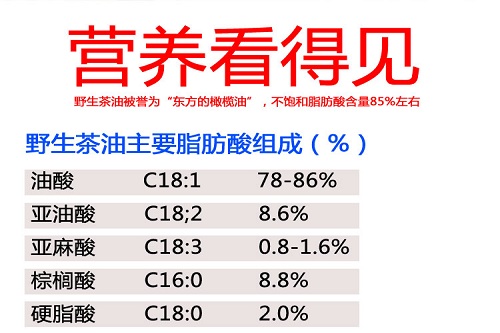 营养看得见
野生茶油被誉为“东方的橄榄油”，不饱和脂肪酸含量85%左右
野生茶油主要脂肪酸组成（%）
油酸 C18:1 78-86%
亚油酸 C18;2 8.6%
亚麻酸 C18:3 0.8-1.6%
棕榈酸 C16:0 8.8%
硬脂酸 C18:0 2.0%